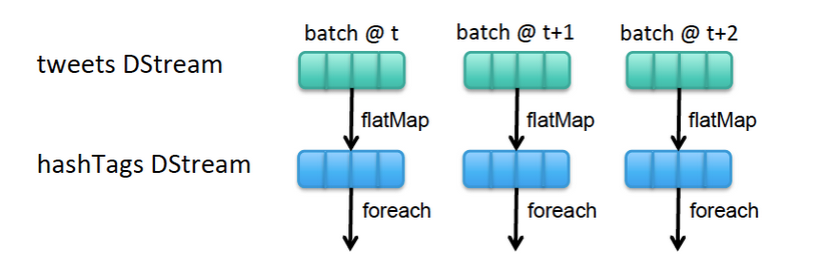 batch @ t batch @ t+1 batch @ t+2
tweets DStream
flatMap flatMap flatMap
hashTags DStream
foreach foreach foreach